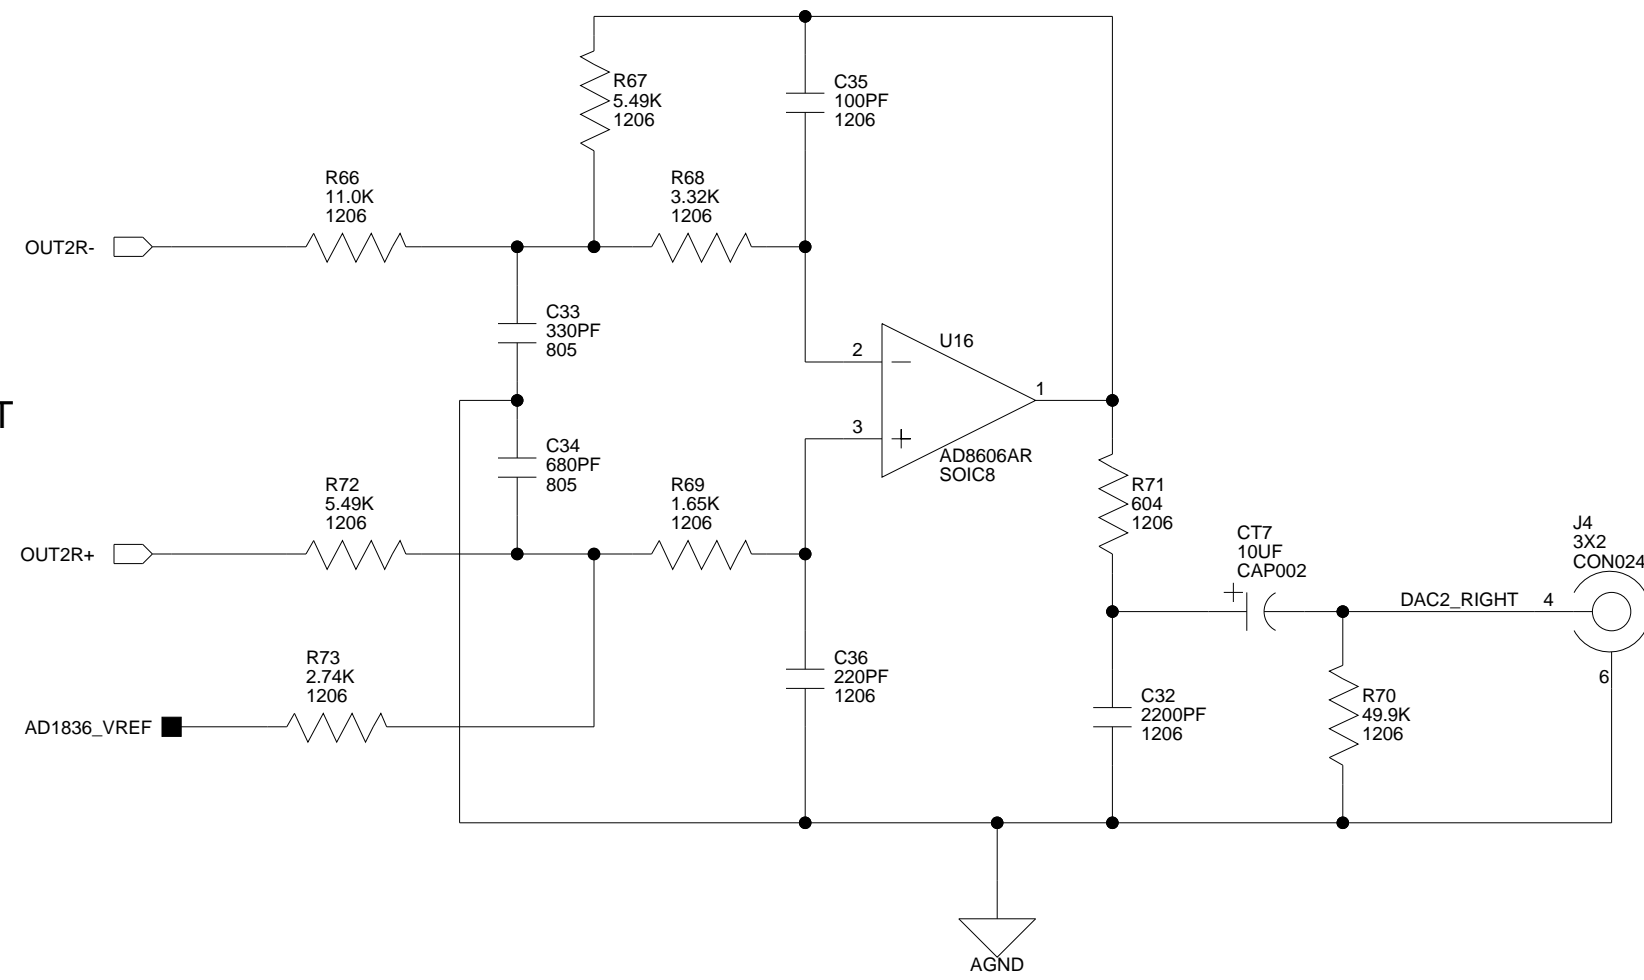 R67
5.49K
1206
C35
100PF
1206
R66
11.0K
1206
R68
3.32K
1206
OUT2R-
C33
330PF
805
U16
2
1
3
T
C34
680PF
805
AD8606AR
SOIC8
R72
5.49K
1206
R69
1.65K
1206
R71
604
1206
OUT2R+
CT7
10UF
CAP002
J4
3X2
CON024
DAC2_RIGHT
4
R73
2.74K
1206
C36
220PF
1206
6
C32
2200PF
1206
R70
49.9K
1206
AD1836_VREF
AGND